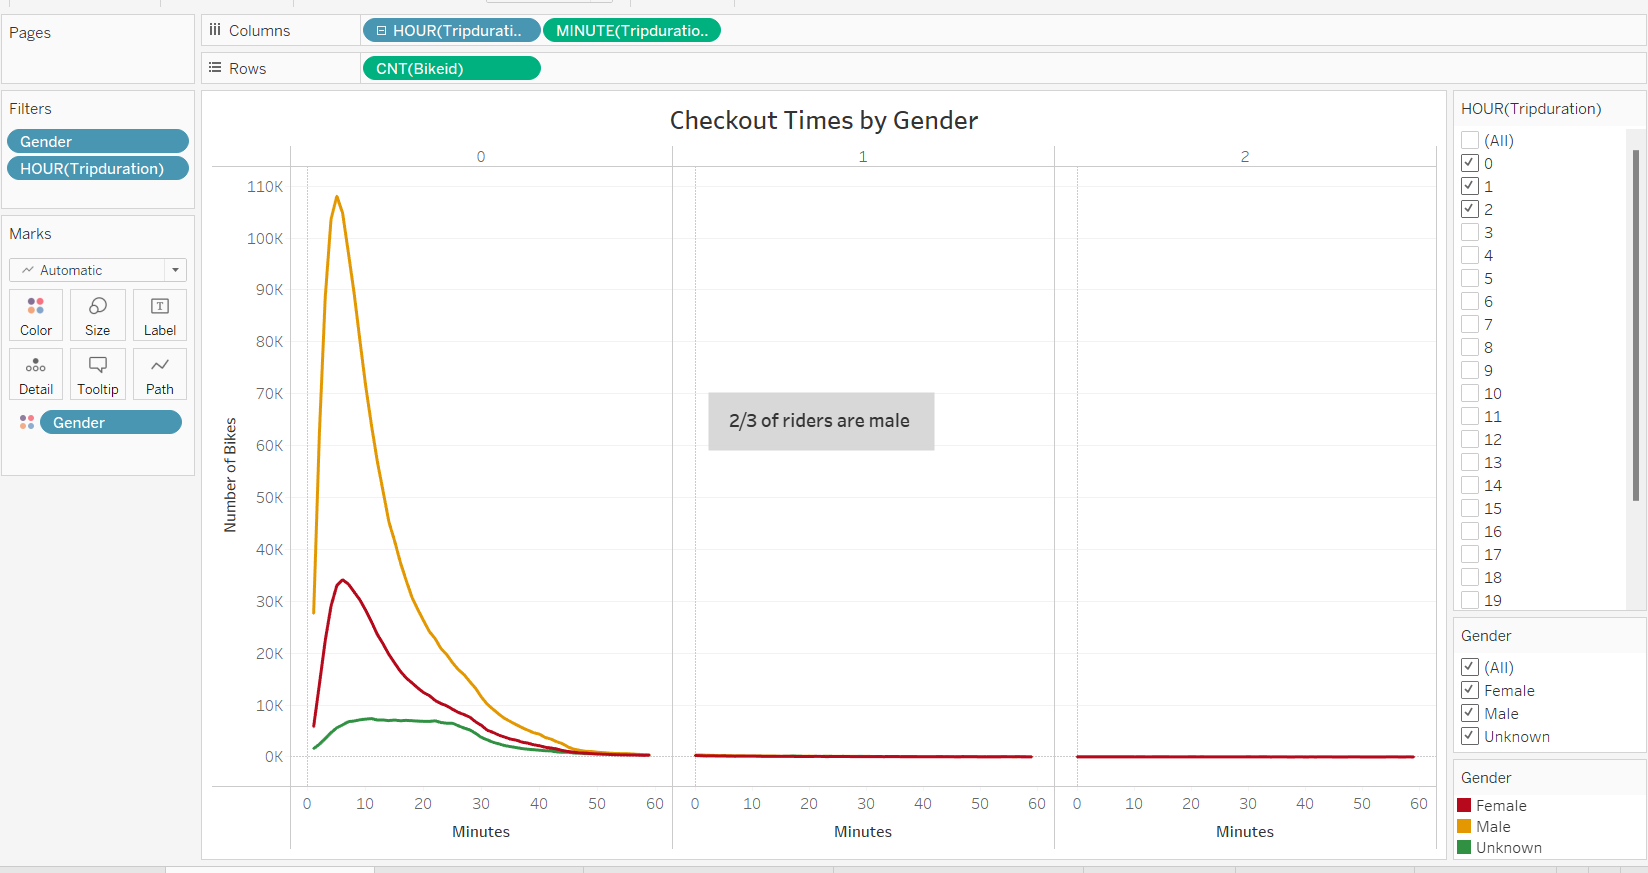 Pages
Columns
HOUR(Tripdurati..
MINUTE(Tripduratio..
Rows
CNT(Bikeid)
Filters
Gender
HOUR(Tripduration)
Marks
Automatic
Color
Size
Label
Detail
Tooltip
Path
Gender
Checkout Times by Gender
0
1
2
110K
100K
90K
80K
70K
60K
50K
40K
30K
20K
10K
0K
Number of Bikes
2/3 of riders are male
0 10 20 30 40 50 60
0 10 20 30 40 50 60
0 10 20 30 40 50 60
Minutes
Minutes
Minutes
HOUR(Tripduration)
(All)
0
1
2
3
4
5
6
7
8
9
10
11
12
13
14
15
16
17
18
19
Gender
(All)
Female
Male
Unknown
Gender
Female
Male
Unknown